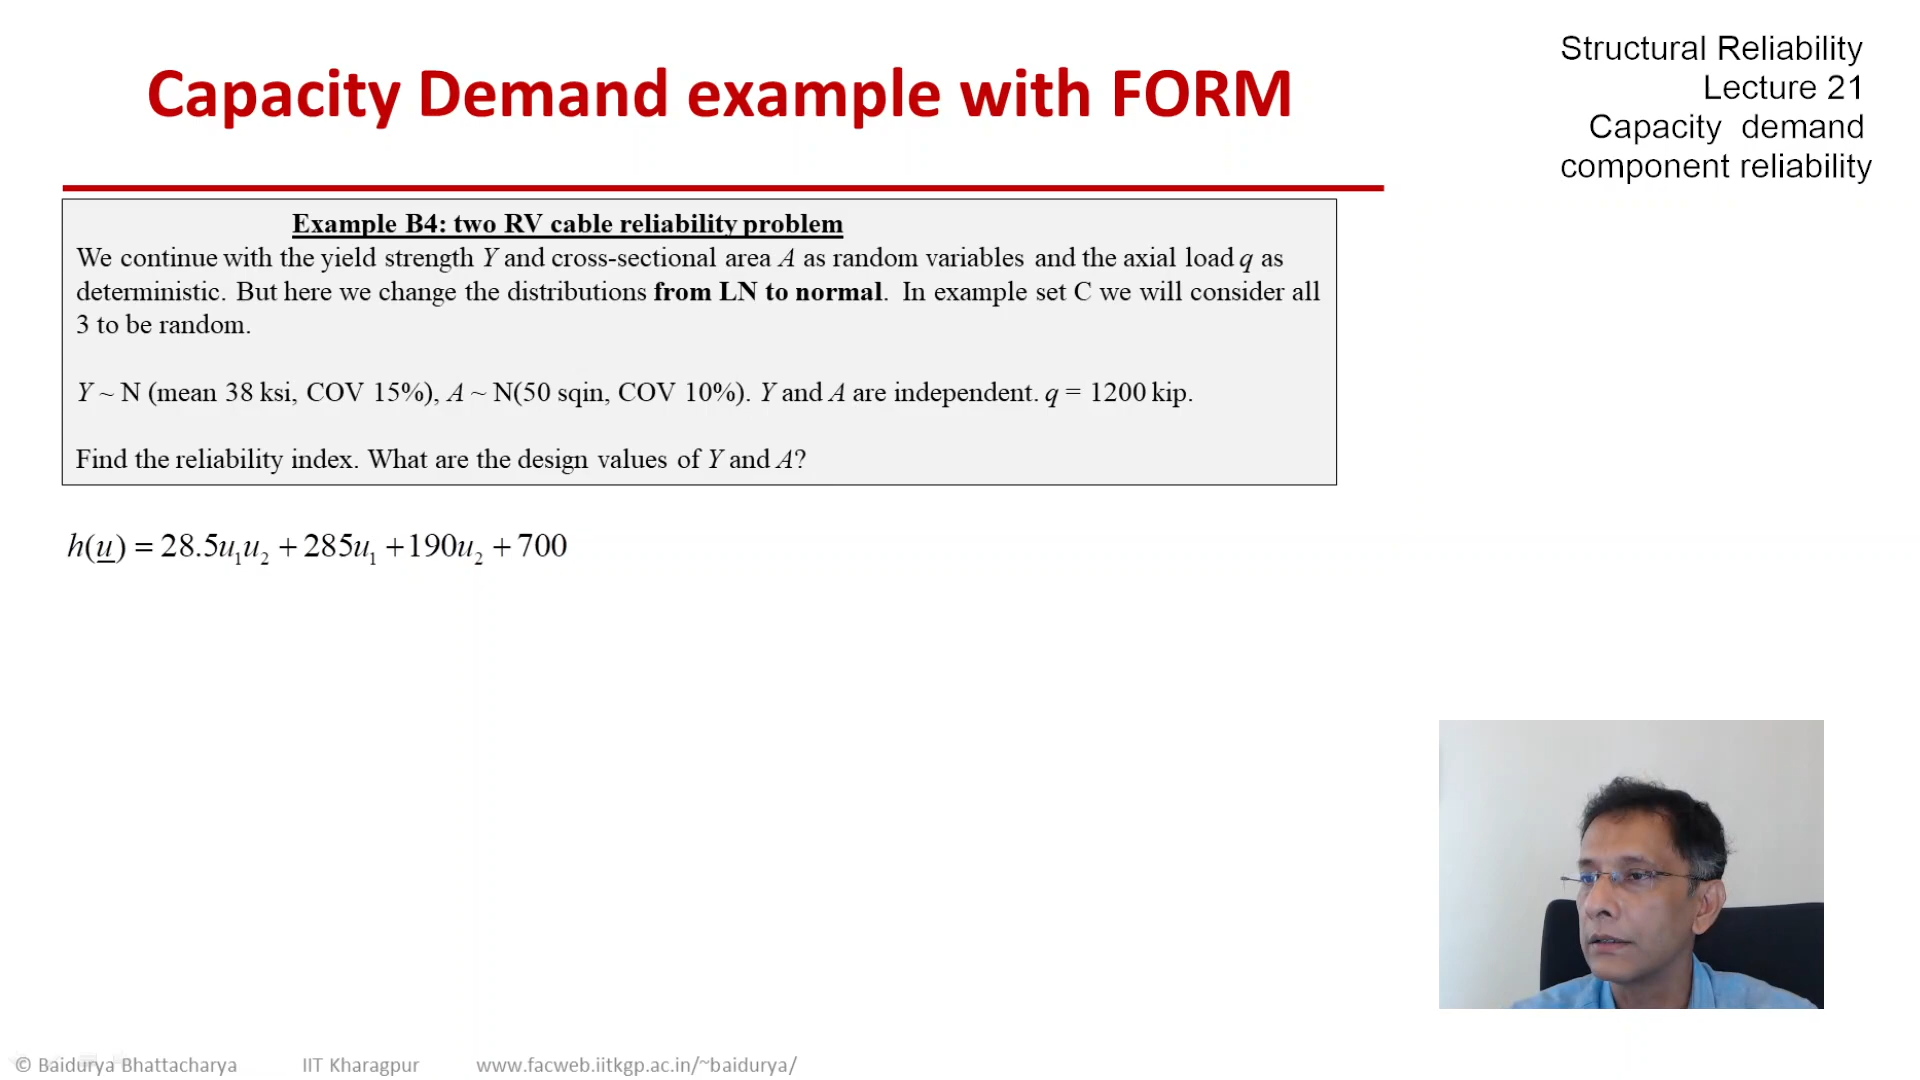 Capacity Demand example with FORM
Structural Reliability
Lecture 21
Capacity demand
component reliability
Example B4: two RV cable reliability problem
We continue with the yield strength Y and cross-sectional area A as random variables and the axial load q as
deterministic. But here we change the distributions from LN to normal. In example set C we will consider all
3 to be random.
Y ~ N (mean 38 ksi, COV 15%), A ~ N(50 sqin, COV 10%). Y and A are independent. q = 1200 kip.
Find the reliability index. What are the design values of Y and A?
h(u) = 28.5u₁u₂ + 285u₁ +190u₂ + 700
© Baidurya Bhattacharya IIT Kharagpur www.facweb.iitkgp.ac.in/~baidurya/